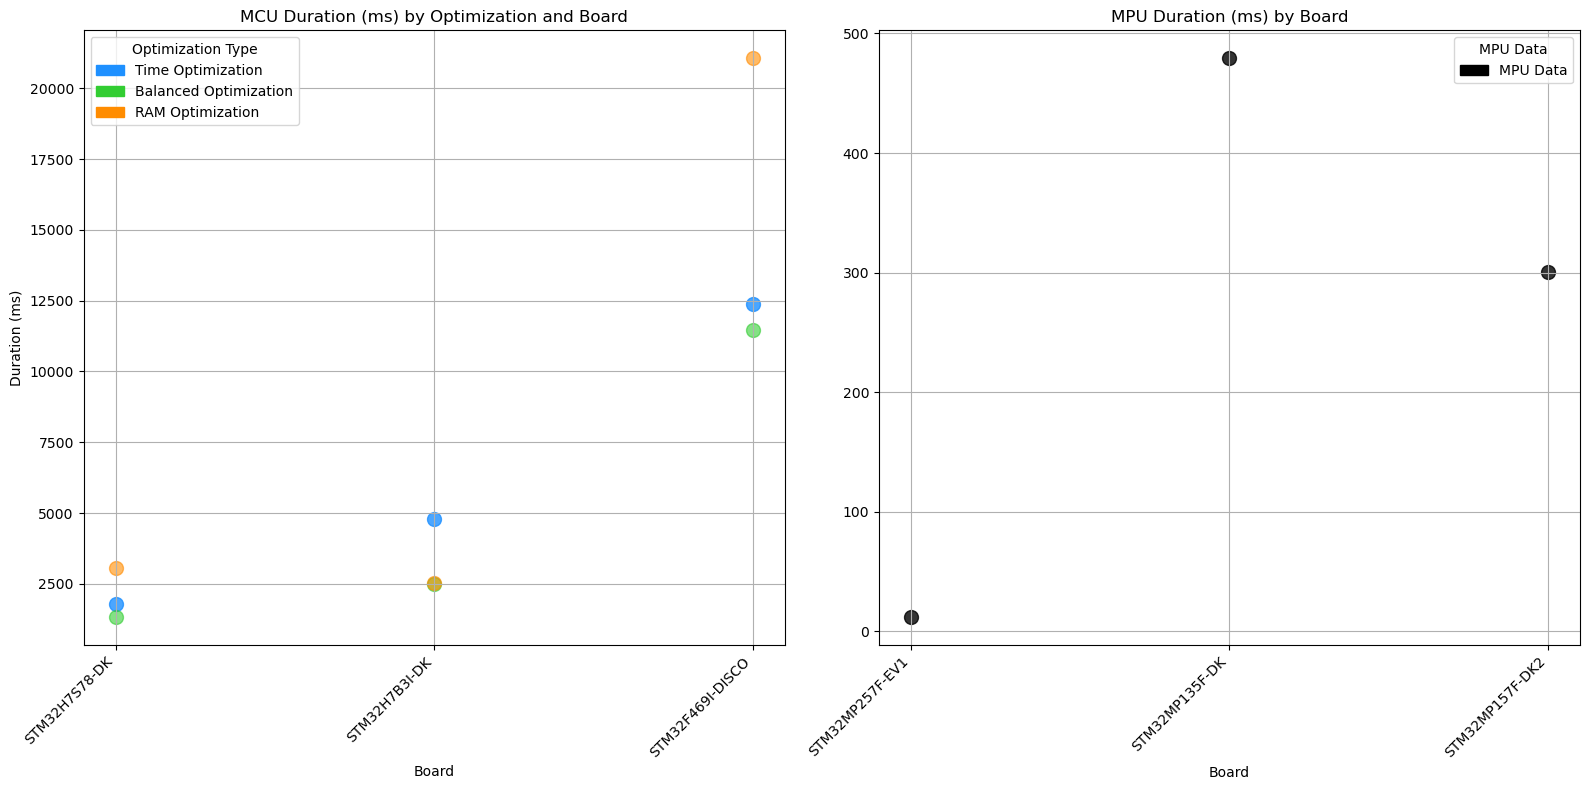 MCU Duration (ms) by Optimization and Board
Optimization Type
Time Optimization
Balanced Optimization
RAM Optimization
20000
17500
15000
12500
10000
7500
5000
2500
Duration (ms)
STM32H7S78-DK
STM32H7B3I-DK
STM32F469I-DISCO
Board
MPU Duration (ms) by Board
MPU Data
MPU Data
500
400
300
200
100
0
STM32MP257F-EV1
STM32MP135F-DK
STM32MP157F-DK2
Board